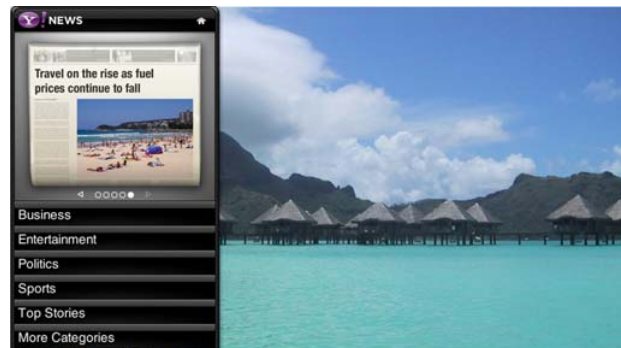 Y! NEWS
Travel on the rise as fuel
prices continue to fall
Business
Entertainment
Politics
Sports
Top Stories
More Categories